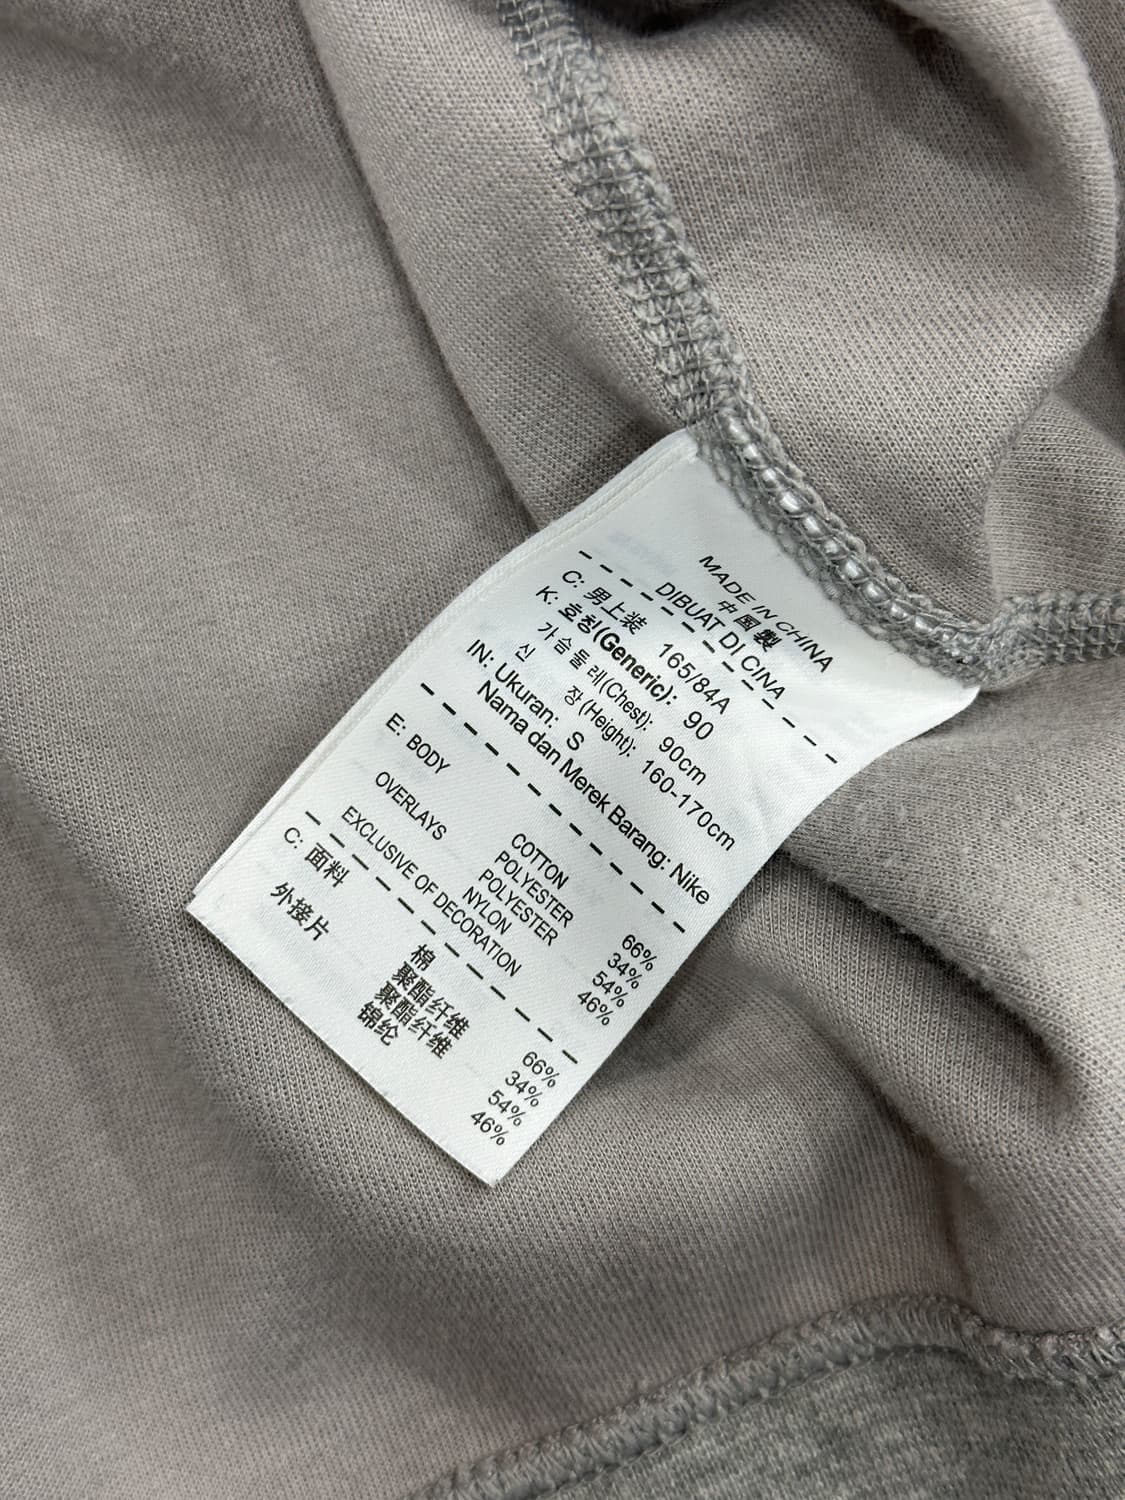 MADE IN CHINA
中国製
DIBUAT DI CINA
C: 男上装 165/84A
K: 호칭(Generic): 90
가슴둘레(Chest): 90cm
신 장 (Height): 160-170cm
IN: Ukuran: S
Nama dan Merek Barang: Nike
E: BODY COTTON 66%
POLYESTER 34%
OVERLAYS POLYESTER 54%
NYLON 46%
EXCLUSIVE OF DECORATION
C: 面料 棉 66%
聚酯纤维 34%
外接片 聚酯纤维 54%
锦纶 46%